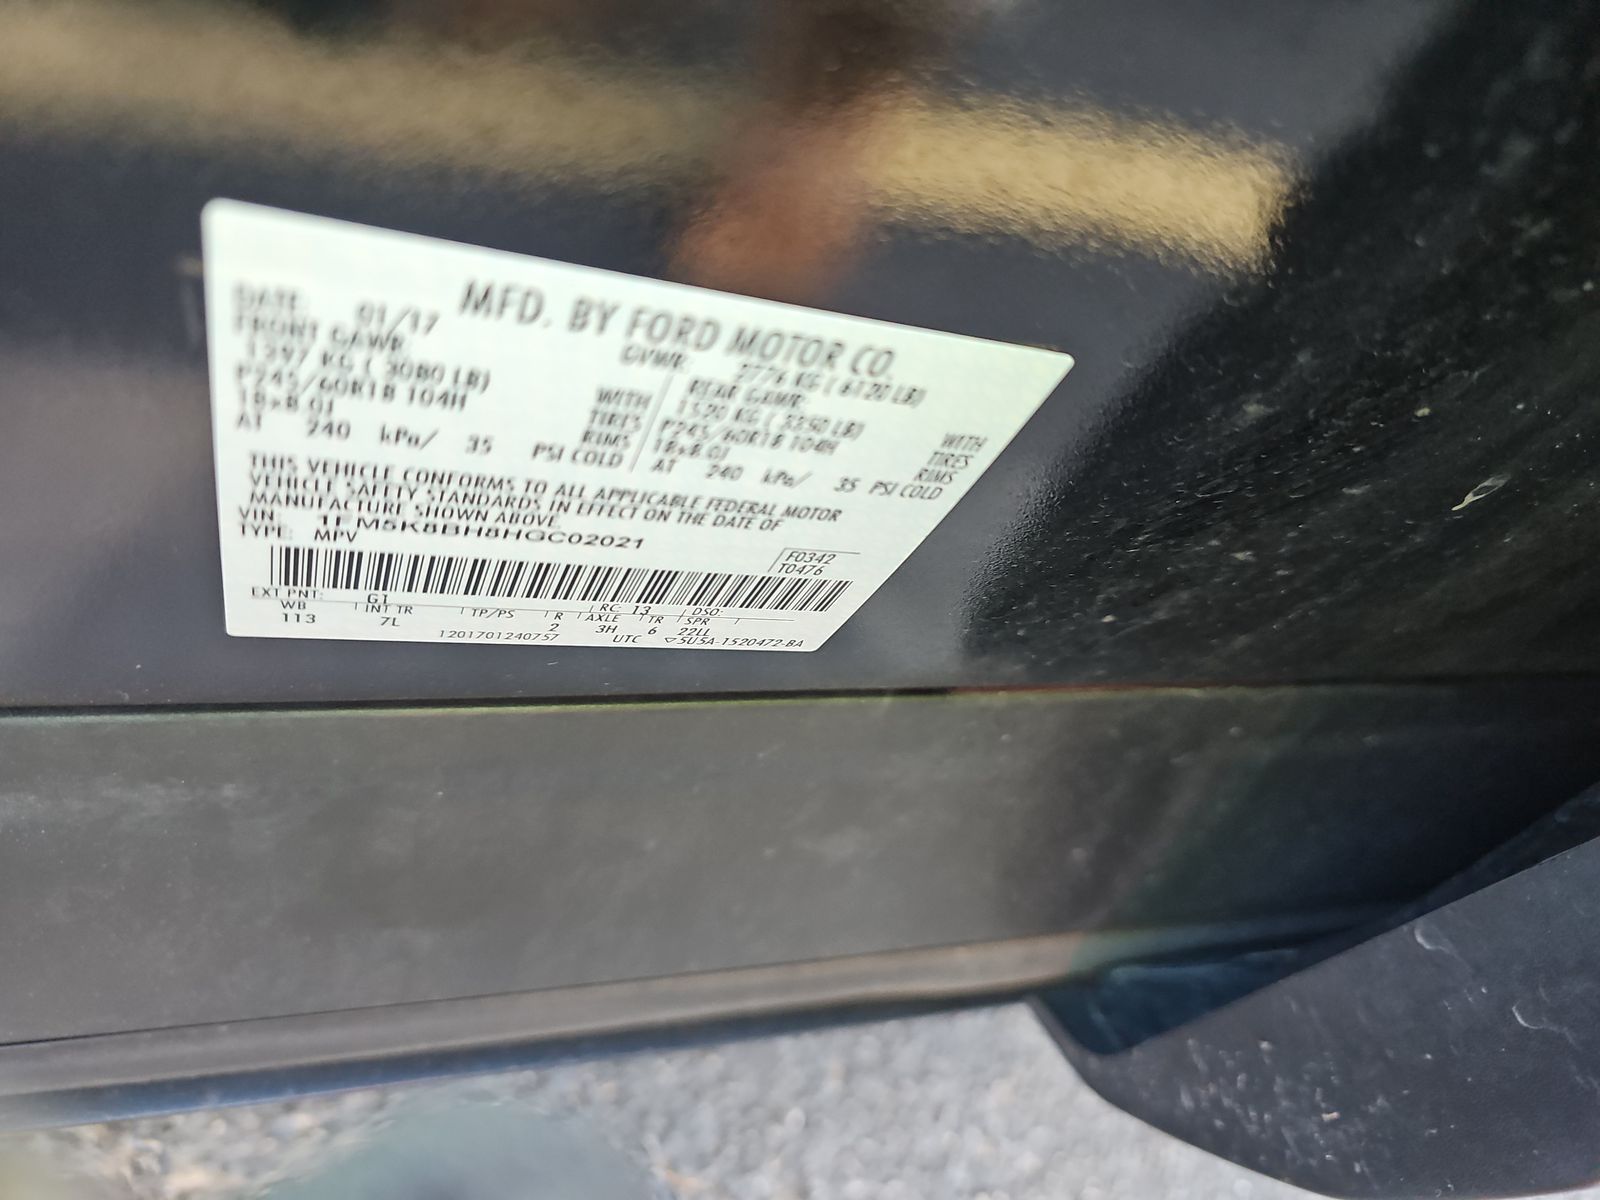 MFD. BY FORD MOTOR CO.
DATE: 01/17 GVWR: 2776 KG ( 6120 LB)
FRONT GAWR: REAR GAWR:
1397 KG ( 3080 LB) WITH 1520 KG ( 3350 LB) WITH
P245/60R18 104H TIRES P245/60R18 104H TIRES
18x8.0J RIMS 18x8.0J RIMS
AT 240 kPa/ 35 PSI COLD AT 240 kPa/ 35 PSI COLD
THIS VEHICLE CONFORMS TO ALL APPLICABLE FEDERAL MOTOR
VEHICLE SAFETY STANDARDS IN EFFECT ON THE DATE OF
MANUFACTURE SHOWN ABOVE.
VIN: 1FM5K8BH8HGC02021
TYPE: MPV
F0342
T0476
EXT PNT: G1 RC: 13 DSO:
WB INT TR TP/PS R AXLE TR SPR
113 7L 2 3H 6 22LL
1201701240757 UTC ▽5U5A-1520472-BA